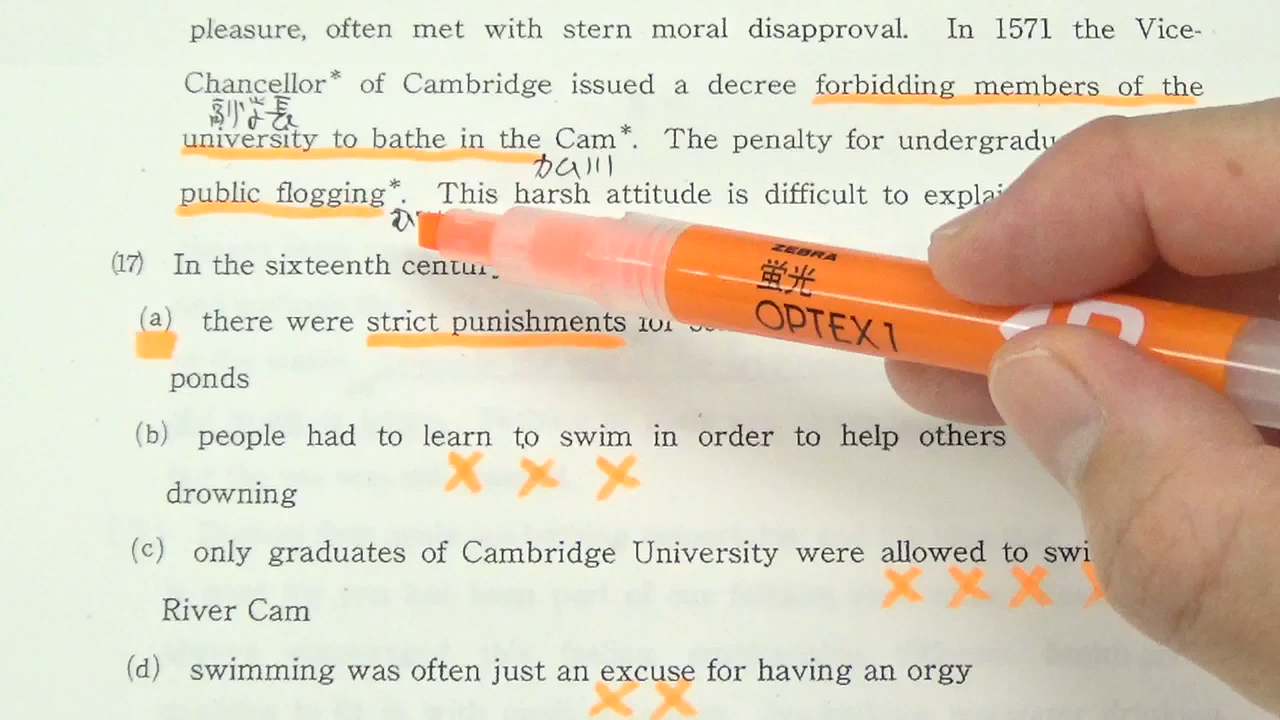 pleasure, often met with stern moral disapproval. In 1571 the Vice-
Chancellor* of Cambridge issued a decree forbidding members of the
副学長
university to bathe in the Cam*. The penalty for undergradu
カム川
public flogging*. This harsh attitude is difficult to explai
(17) In the sixteenth century
(a) there were strict punishments for
ponds
(b) people had to learn to swim in order to help others
drowning
(c) only graduates of Cambridge University were allowed to swi
River Cam
(d) swimming was often just an excuse for having an orgy
ZEBRA
蛍光
OPTEX 1